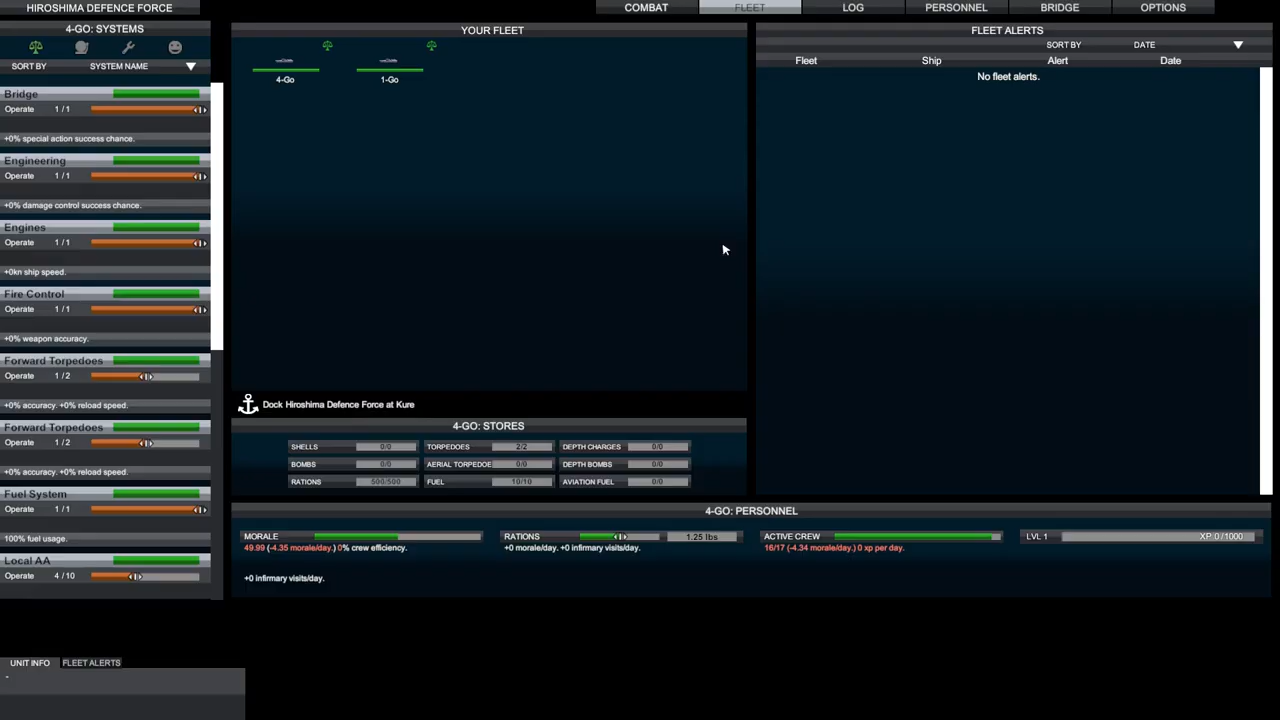 HIROSHIMA DEFENCE FORCE
COMBAT FLEET LOG PERSONNEL BRIDGE OPTIONS
4-GO: SYSTEMS
SORT BY SYSTEM NAME
Bridge
Operate 1/1
+0% special action success chance.
Engineering
Operate 1/1
+0% damage control success chance.
Engines
Operate 1/1
+0kn ship speed.
Fire Control
Operate 1/1
+0% weapon accuracy.
Forward Torpedoes
Operate 1/2
+0% accuracy. +0% reload speed.
Forward Torpedoes
Operate 1/2
+0% accuracy. +0% reload speed.
Fuel System
Operate 1/1
100% fuel usage.
Local AA
Operate 4/10
YOUR FLEET
4-Go 1-Go
Dock Hiroshima Defence Force at Kure
4-GO: STORES
SHELLS 0/0 TORPEDOES 2/2 DEPTH CHARGES 0/0
BOMBS 0/0 AERIAL TORPEDOE 0/0 DEPTH BOMBS 0/0
RATIONS 500/500 FUEL 10/10 AVIATION FUEL 0/0
FLEET ALERTS
SORT BY DATE
Fleet Ship Alert Date
No fleet alerts.
4-GO: PERSONNEL
MORALE RATIONS 1.25 lbs ACTIVE CREW LVL 1 XP 0/1000
49.99 (-4.35 morale/day.) 0% crew efficiency. +0 morale/day. +0 infirmary visits/day. 16/17 (-4.34 morale/day.) 0 xp per day.
+0 infirmary visits/day.
UNIT INFO FLEET ALERTS
-